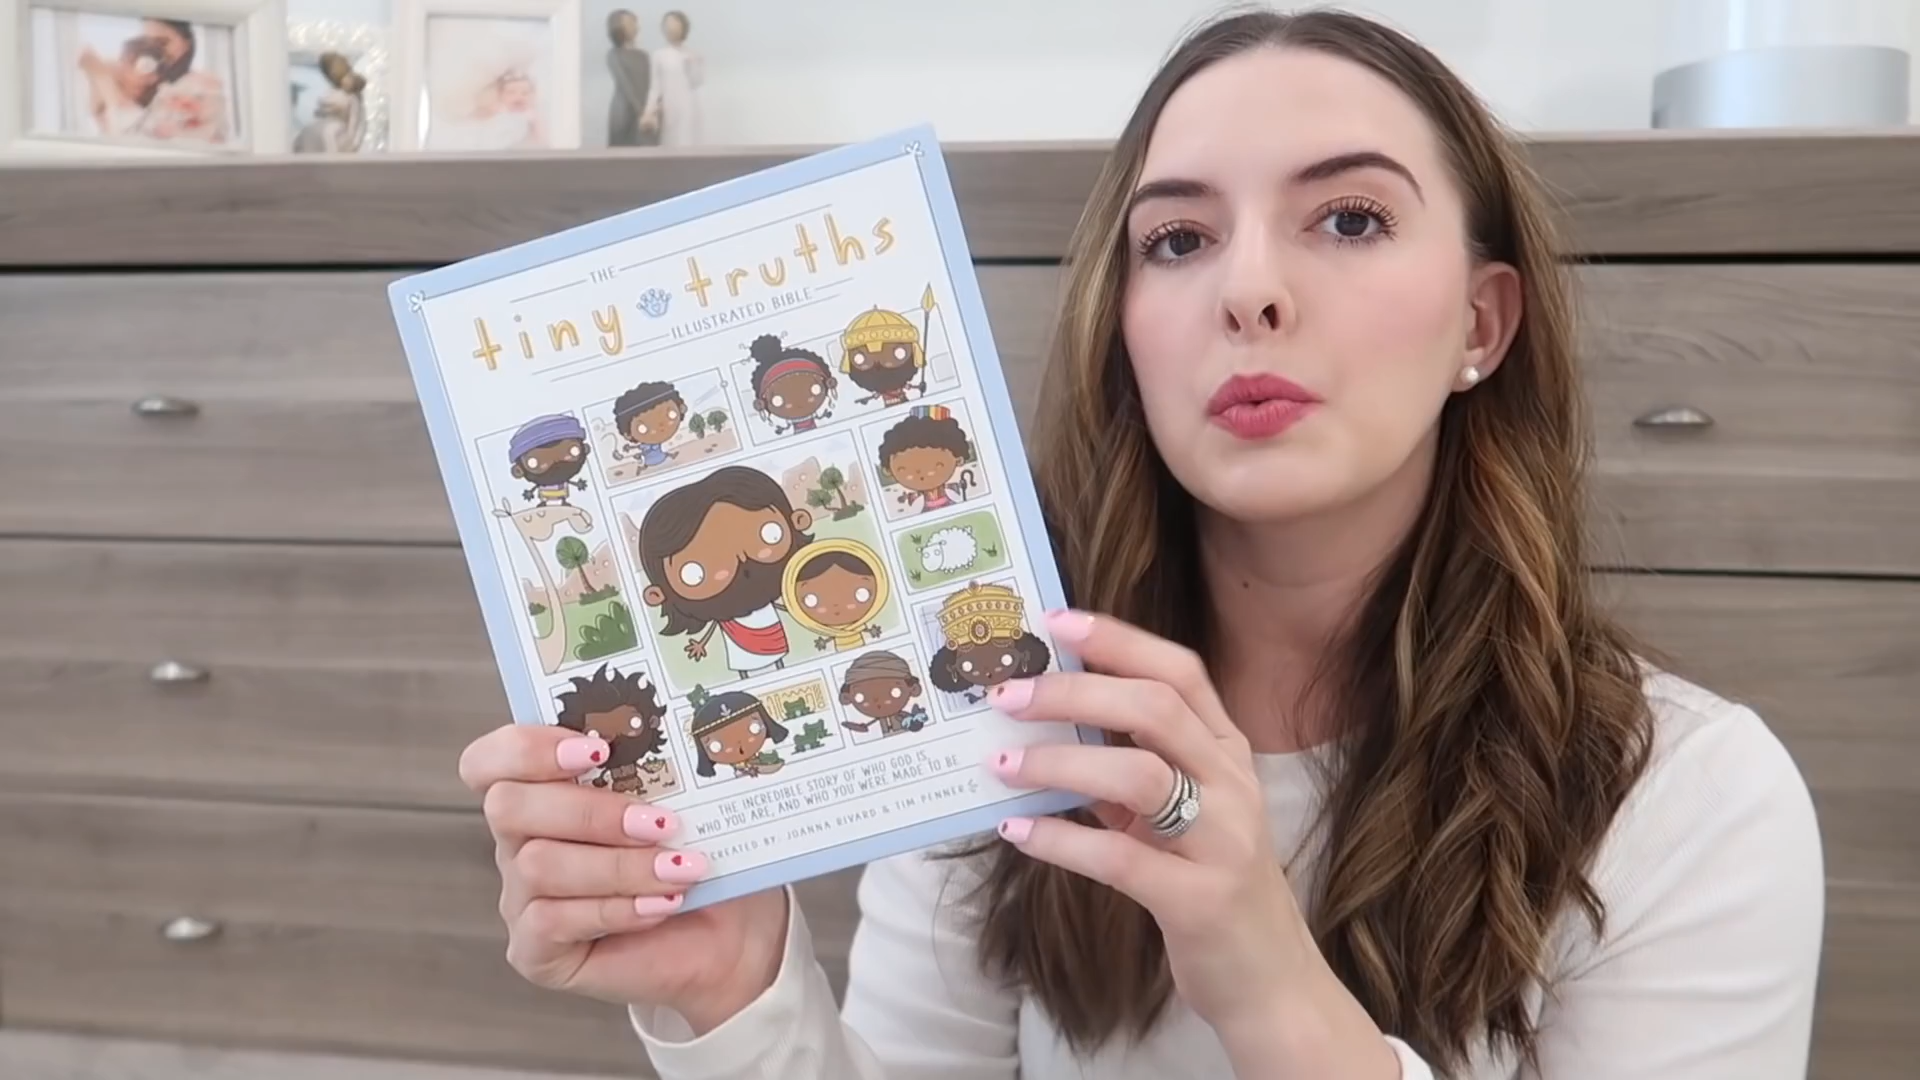 THE
tiny truths
ILLUSTRATED BIBLE
THE INCREDIBLE STORY OF WHO GOD IS,
WHO YOU ARE, AND WHO YOU WERE MADE TO BE
CREATED BY: JOANNA RIVARD & TIM PENNER